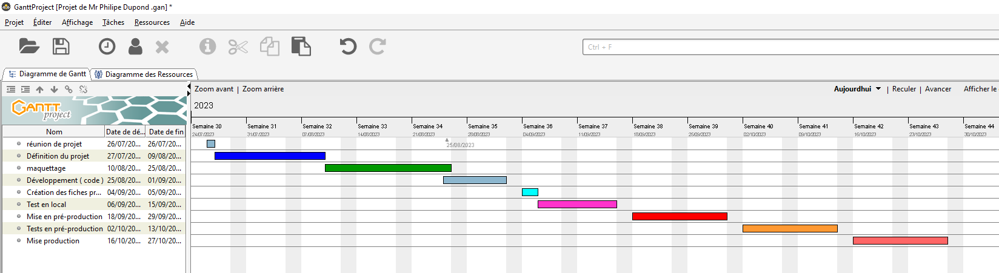 GanttProject [Projet de Mr Philipe Dupond .gan] *
Projet Éditer Affichage Tâches Ressources Aide
Ctrl + F
Diagramme de Gantt Diagramme des Ressources
Zoom avant | Zoom arrière Aujourdhui | Reculer | Avancer Afficher le
GANTT project
2023
Nom Date de dé... Date de fin
Semaine 30 Semaine 31 Semaine 32 Semaine 33 Semaine 34 Semaine 35 Semaine 36 Semaine 37 Semaine 38 Semaine 39 Semaine 40 Semaine 41 Semaine 42 Semaine 43 Semaine 44
24/07/2023 31/07/2023 07/08/2023 14/08/2023 21/08/2023 28/08/2023 04/09/2023 11/09/2023 18/09/2023 25/09/2023 02/10/2023 09/10/2023 16/10/2023 23/10/2023 30/10/2023
réunion de projet 26/07/20... 26/07/20...
25/08/2023
Définition du projet 27/07/20... 09/08/20...
maquettage 10/08/20... 25/08/20...
Développement ( code ) 25/08/20... 01/09/20...
Création des fiches pr... 04/09/20... 05/09/20...
Test en local 06/09/20... 15/09/20...
Mise en pré-production 18/09/20... 29/09/20...
Tests en pré-production 02/10/20... 13/10/20...
Mise production 16/10/20... 27/10/20...